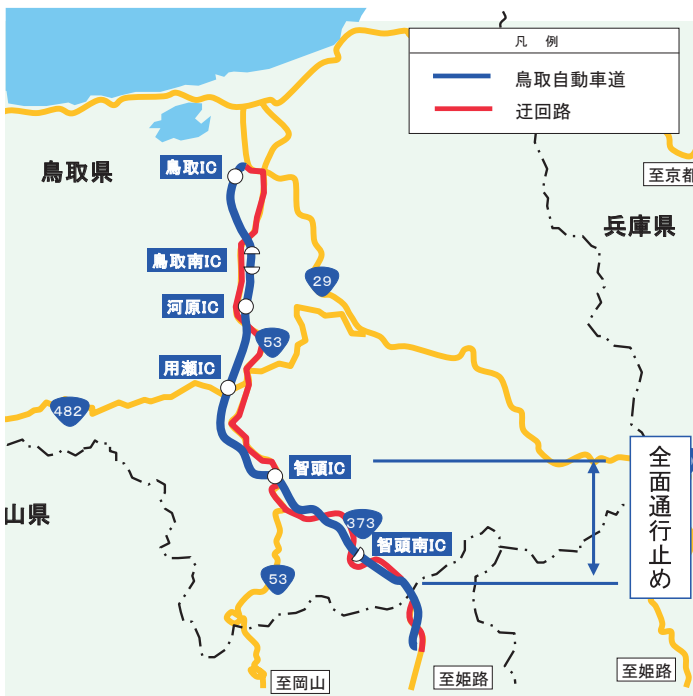 凡 例
鳥取自動車道
迂回路
鳥取県
鳥取IC
至京都
兵庫県
鳥取南IC
29
河原IC
53
用瀬IC
482
智頭IC
全面通行止め
山県
373
智頭南IC
53
至岡山
至姫路
至姫路